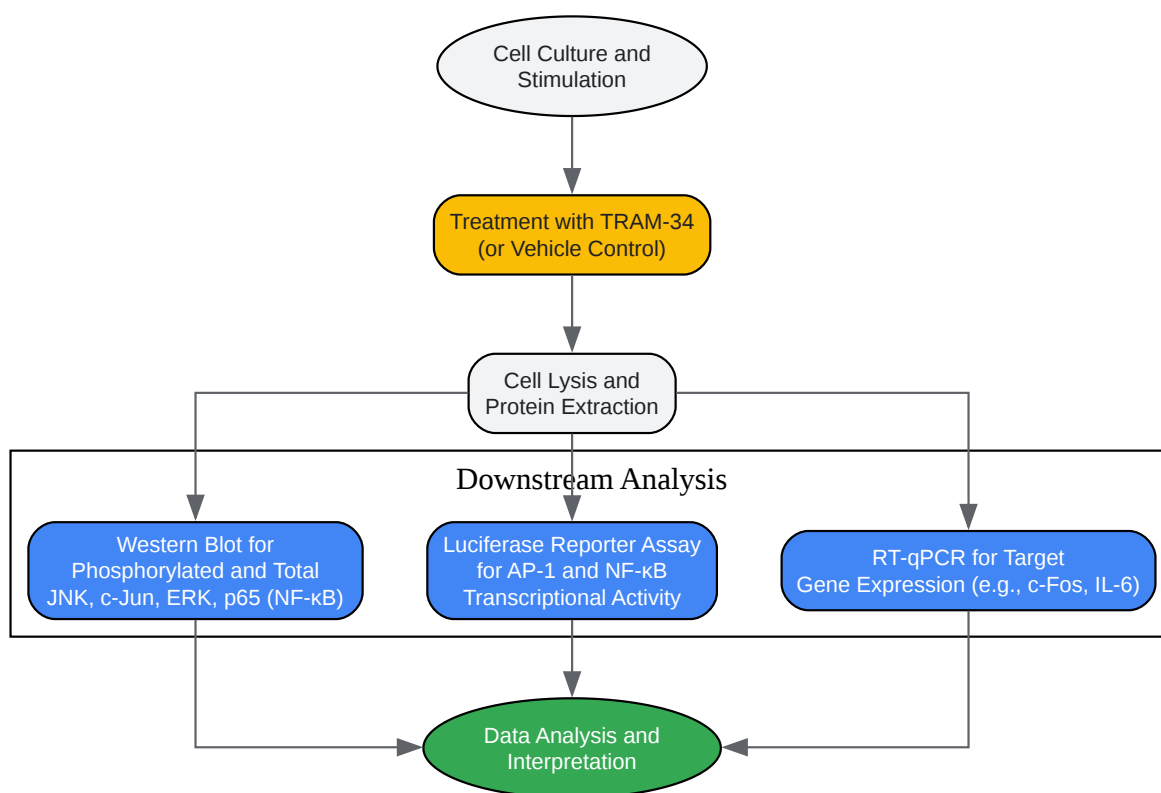 Cell Culture and
Stimulation
Treatment with TRAM-34
(or Vehicle Control)
Cell Lysis and
Protein Extraction
Downstream Analysis
Western Blot for
Phosphorylated and Total
JNK, c-Jun, ERK, p65 (NF-κB)
Luciferase Reporter Assay
for AP-1 and NF-κB
Transcriptional Activity
RT-qPCR for Target
Gene Expression (e.g., c-Fos, IL-6)
Data Analysis and
Interpretation